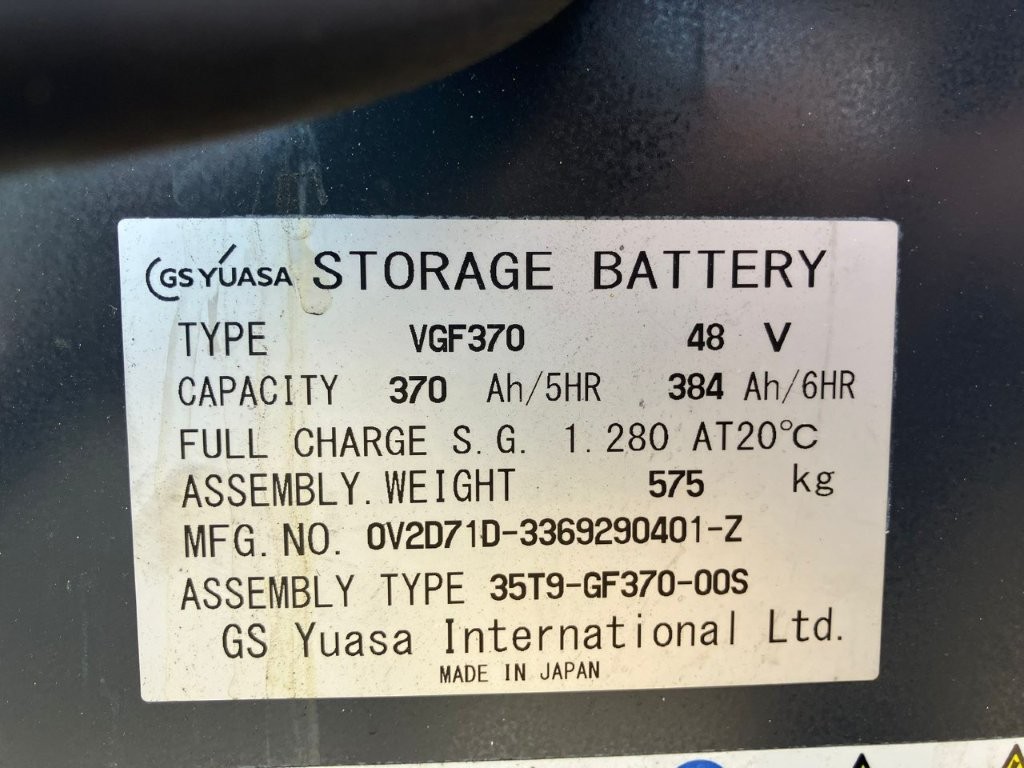 GS YUASA STORAGE BATTERY
TYPE VGF370 48 V
CAPACITY 370 Ah/5HR 384 Ah/6HR
FULL CHARGE S.G. 1.280 AT20℃
ASSEMBLY.WEIGHT 575 kg
MFG.NO. 0V2D71D-3369290401-Z
ASSEMBLY TYPE 35T9-GF370-00S
GS Yuasa International Ltd.
MADE IN JAPAN